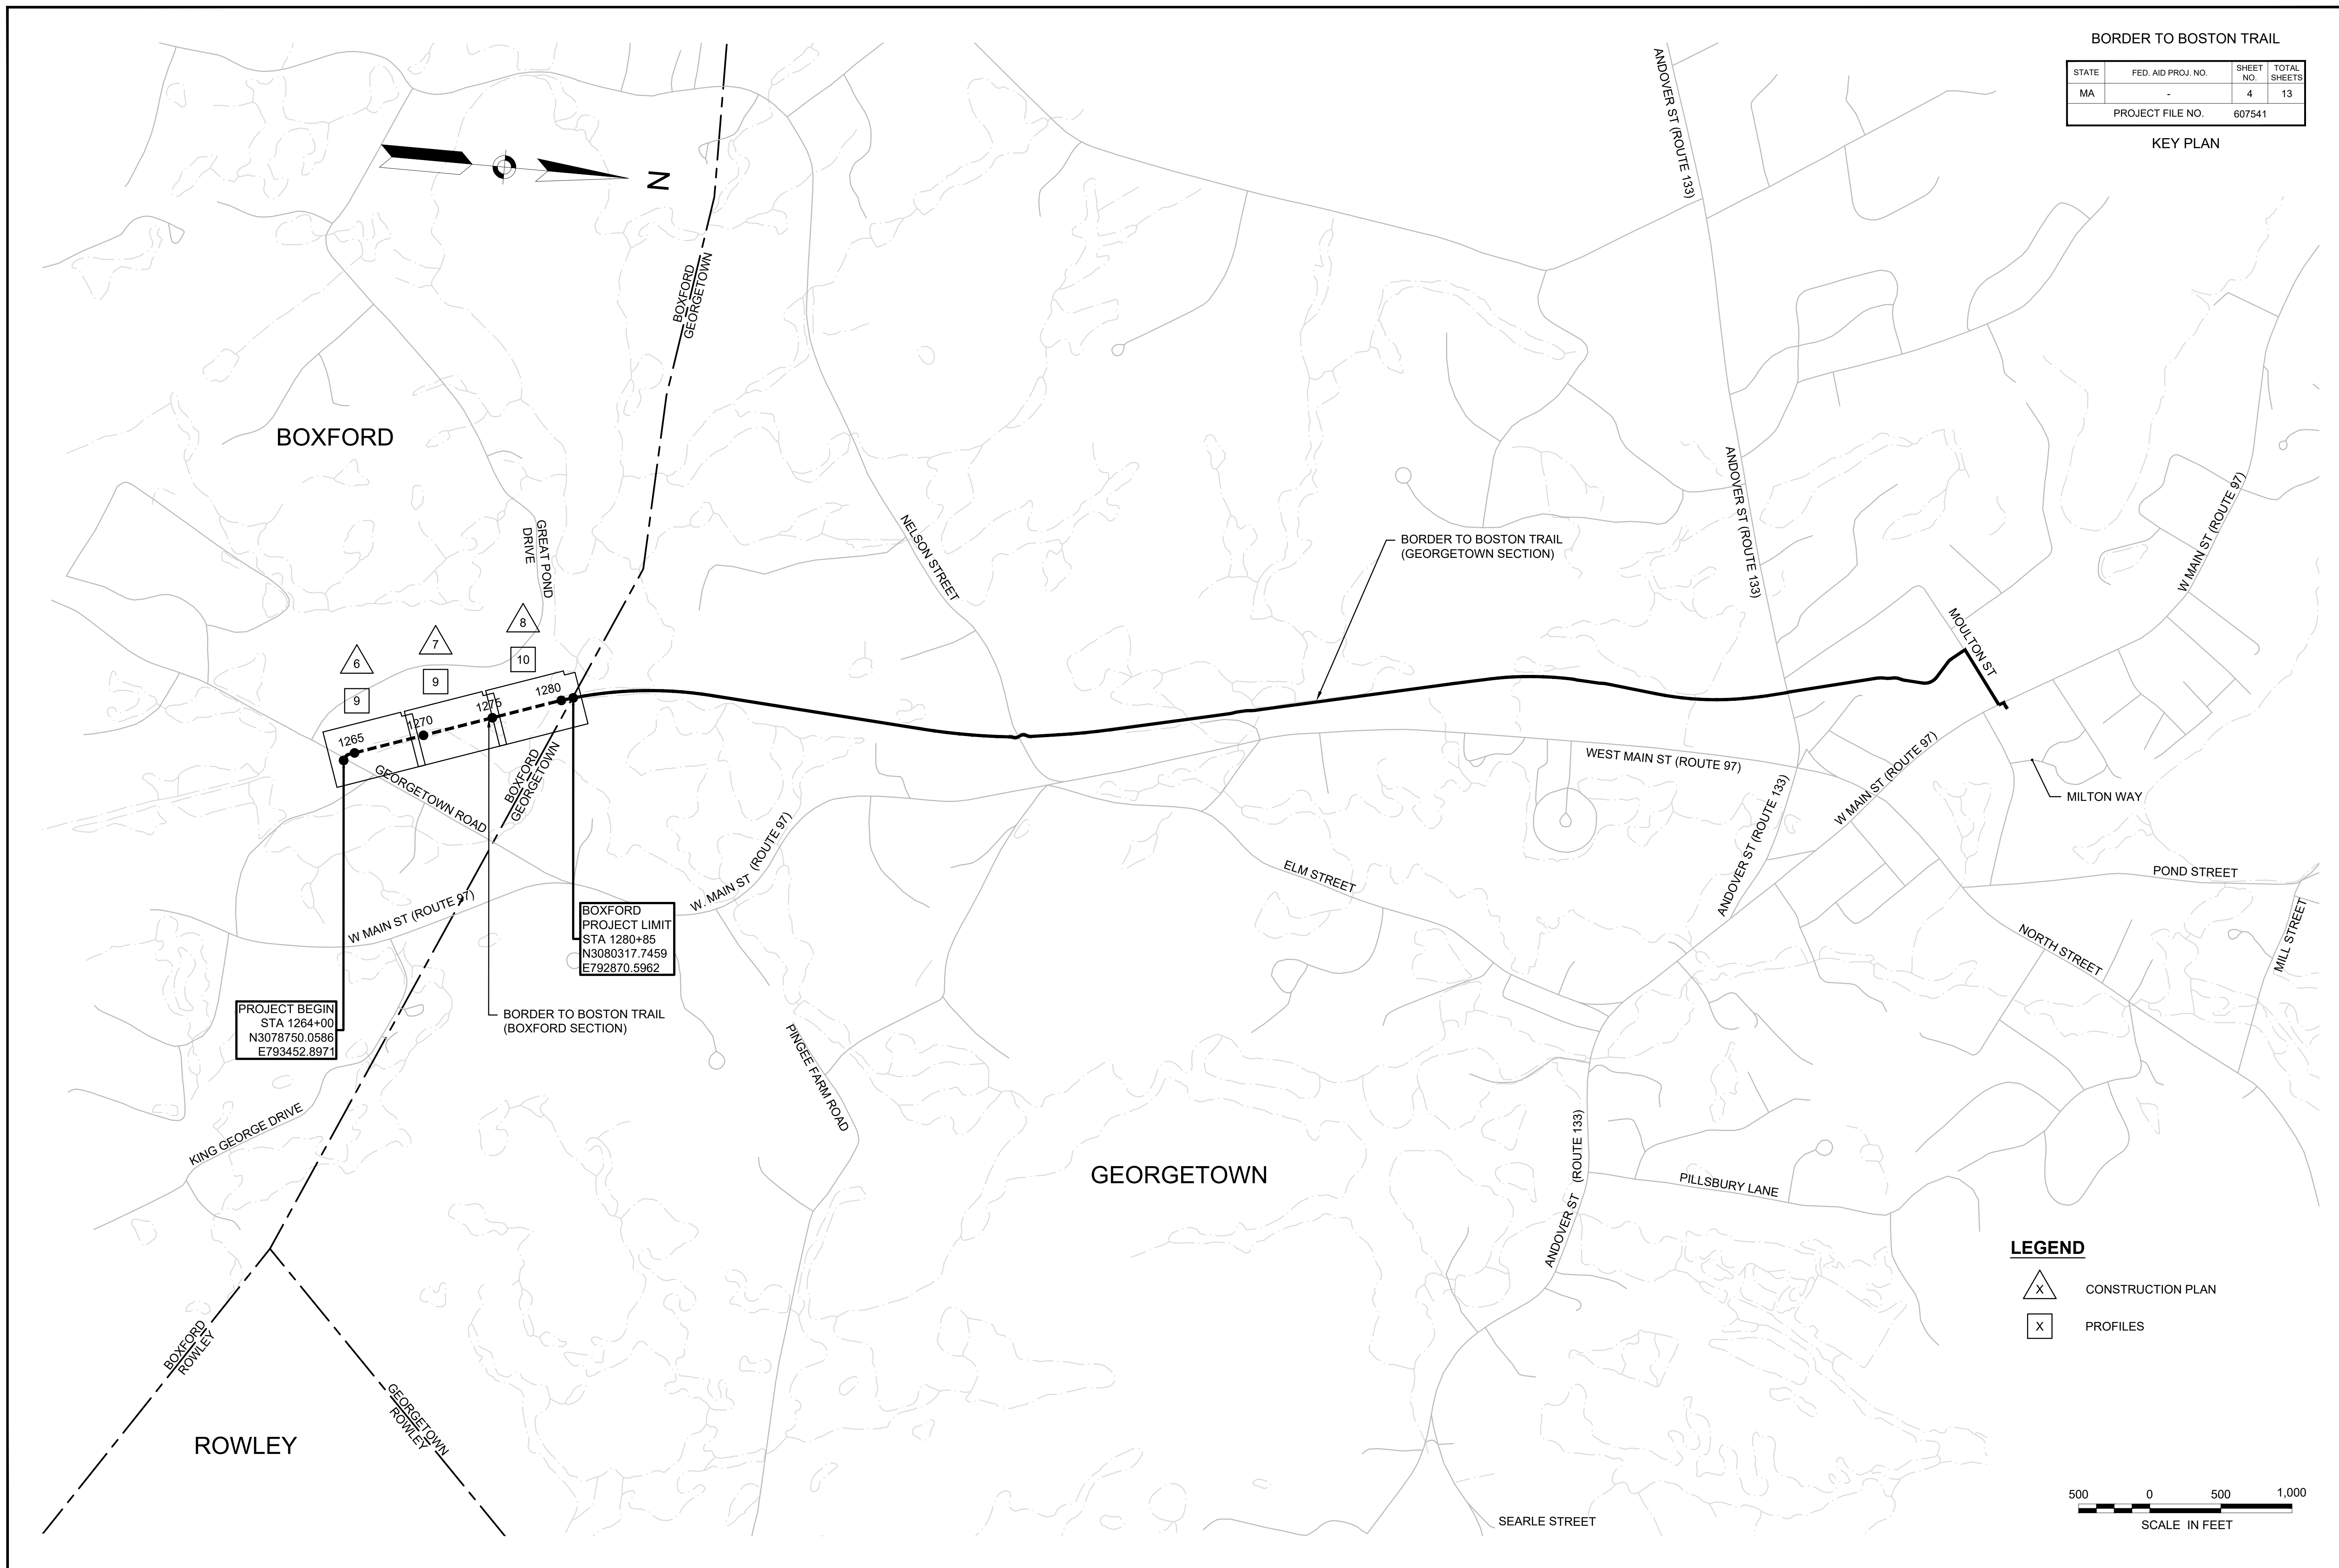 BORDER TO BOSTON TRAIL
STATE
FED. AID PROJ. NO.
SHEET
NO.
TOTAL
SHEETS
MA
-
4
13
PROJECT FILE NO.
607541
KEY PLAN
N
ANDOVER ST (ROUTE 133)
BOXFORD
GEORGETOWN
BOXFORD
ANDOVER ST (ROUTE 133)
W MAIN ST (ROUTE 97)
NELSON STREET
GREAT POND
DRIVE
BORDER TO BOSTON TRAIL
(GEORGETOWN SECTION)
MOULTON ST
6
7
8
9
9
10
1265
1270
1275
1280
GEORGETOWN ROAD
BOXFORD
GEORGETOWN
WEST MAIN ST (ROUTE 97)
W MAIN ST (ROUTE 97)
ANDOVER ST (ROUTE 133)
MILTON WAY
W. MAIN ST
(ROUTE 97)
ELM STREET
POND STREET
W MAIN ST (ROUTE 97)
BOXFORD
PROJECT LIMIT
STA 1280+85
N3080317.7459
E792870.5962
NORTH STREET
MILL STREET
PROJECT BEGIN
STA 1264+00
N3078750.0586
E793452.8971
BORDER TO BOSTON TRAIL
(BOXFORD SECTION)
PINGEE FARM ROAD
KING GEORGE DRIVE
GEORGETOWN
ANDOVER ST
(ROUTE 133)
PILLSBURY LANE
LEGEND
X
CONSTRUCTION PLAN
X
PROFILES
BOXFORD
ROWLEY
GEORGETOWN
ROWLEY
ROWLEY
SEARLE STREET
500
0
500
1,000
SCALE IN FEET